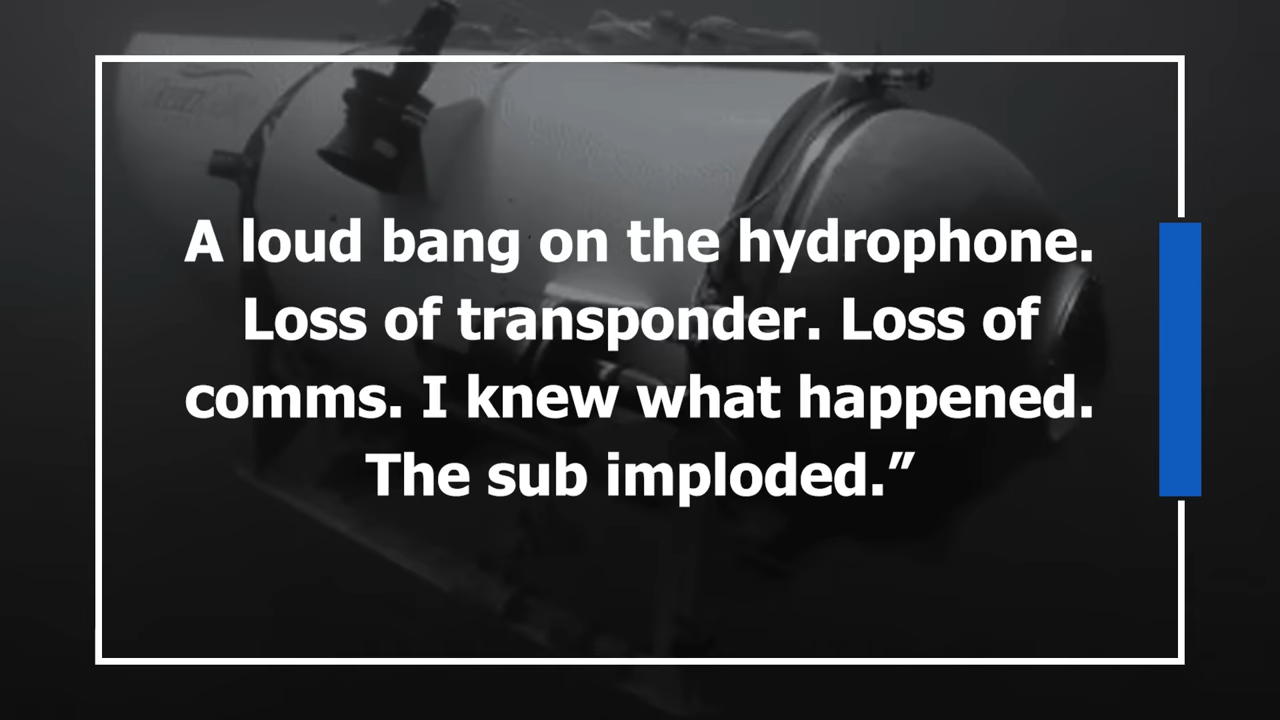 A loud bang on the hydrophone.
Loss of transponder. Loss of
comms. I knew what happened.
The sub imploded.”